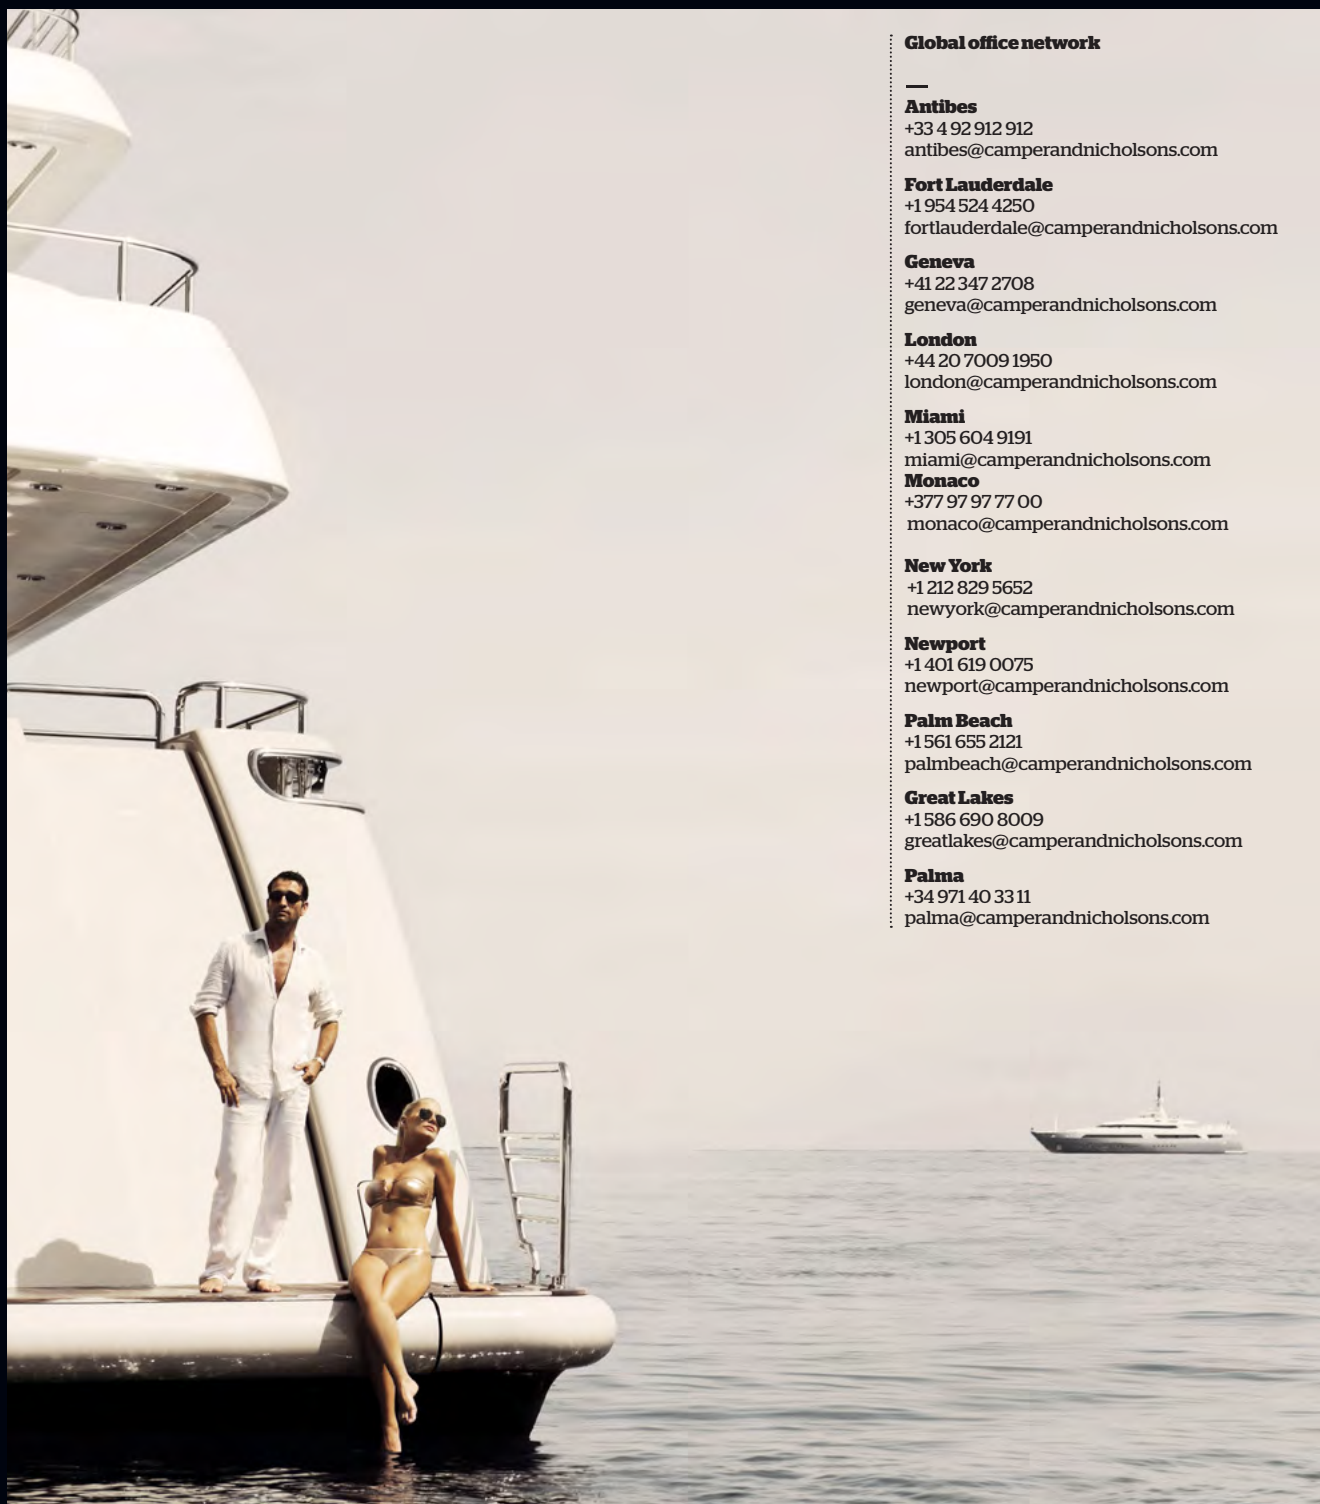 Global office network
Antibes
+33 4 92 912 912
antibes@camperandnicholsons.com
Fort Lauderdale
+1 954 524 4250
fortlauderdale@camperandnicholsons.com
Geneva
+41 22 347 2708
geneva@camperandnicholsons.com
London
+44 20 7009 1950
london@camperandnicholsons.com
Miami
+1 305 604 9191
miami@camperandnicholsons.com
Monaco
+377 97 97 77 00
monaco@camperandnicholsons.com
New York
+1 212 829 5652
newyork@camperandnicholsons.com
Newport
+1 401 619 0075
newport@camperandnicholsons.com
Palm Beach
+1 561 655 2121
palmbeach@camperandnicholsons.com
Great Lakes
+1 586 690 8009
greatlakes@camperandnicholsons.com
Palma
+34 971 40 33 11
palma@camperandnicholsons.com